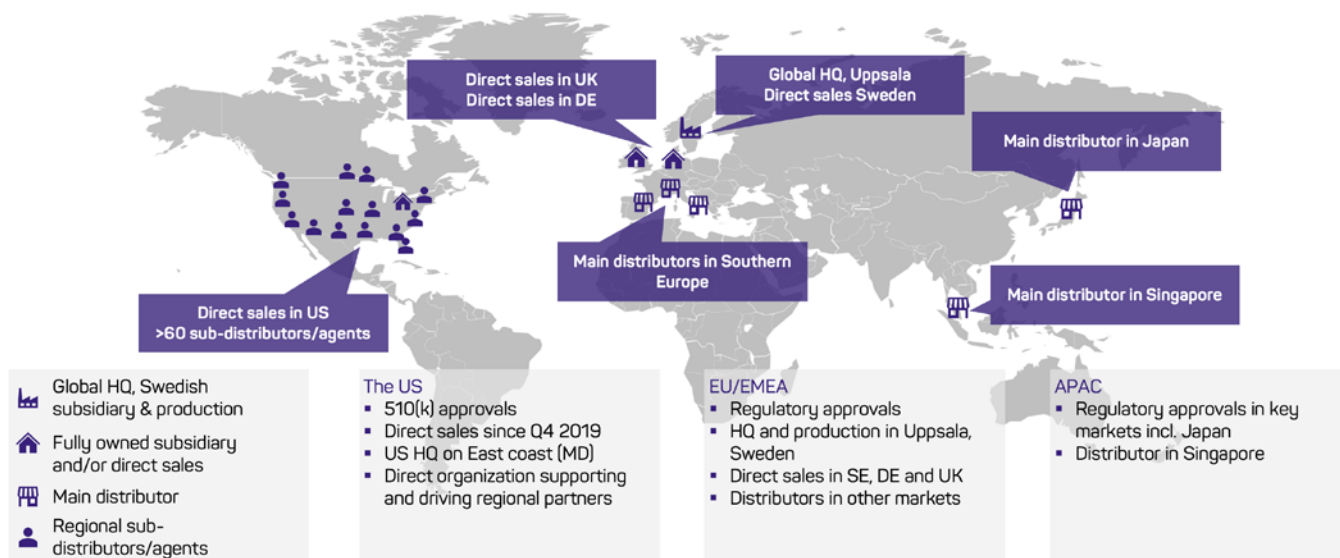 Direct sales in UK
Direct sales in DE
Global HQ, Uppsala
Direct sales Sweden
Main distributor in Japan
Main distributors in Southern
Europe
Main distributor in Singapore
Direct sales in US
>60 sub-distributors/agents
Global HQ, Swedish
subsidiary & production
Fully owned subsidiary
and/or direct sales
Main distributor
Regional sub-
distributors/agents
The US
▪ 510(k) approvals
▪ Direct sales since Q4 2019
▪ US HQ on East coast (MD)
▪ Direct organization supporting
and driving regional partners
EU/EMEA
▪ Regulatory approvals
▪ HQ and production in Uppsala,
Sweden
▪ Direct sales in SE, DE and UK
▪ Distributors in other markets
APAC
▪ Regulatory approvals in key
markets incl. Japan
▪ Distributor in Singapore